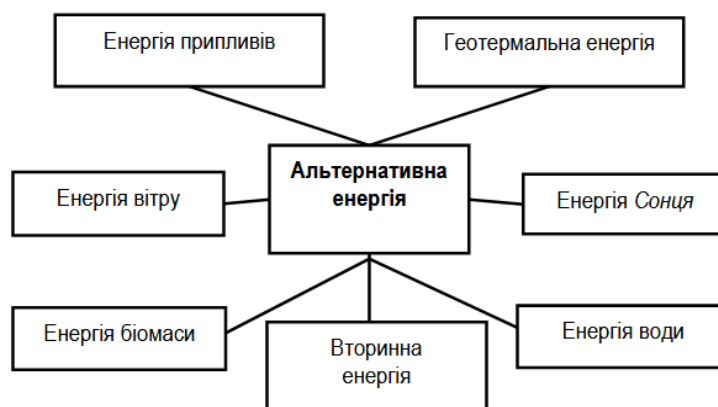 Енергія припливів
Геотермальна енергія
Альтернативна
енергія
Енергія вітру
Енергія Сонця
Енергія біомаси
Вторинна
енергія
Енергія води